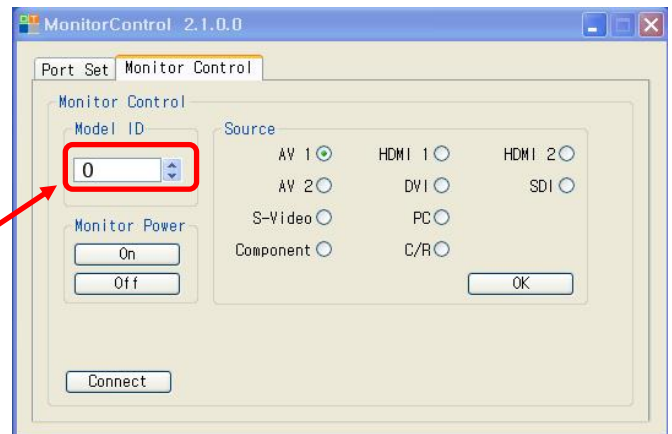 MonitorControl 2.1.0.0
Port Set Monitor Control
Monitor Control
Model ID
0
Source
AV 1 HDMI 1 HDMI 2
AV 2 DVI SDI
S-Video PC
Component C/R
OK
Monitor Power
On
Off
Connect